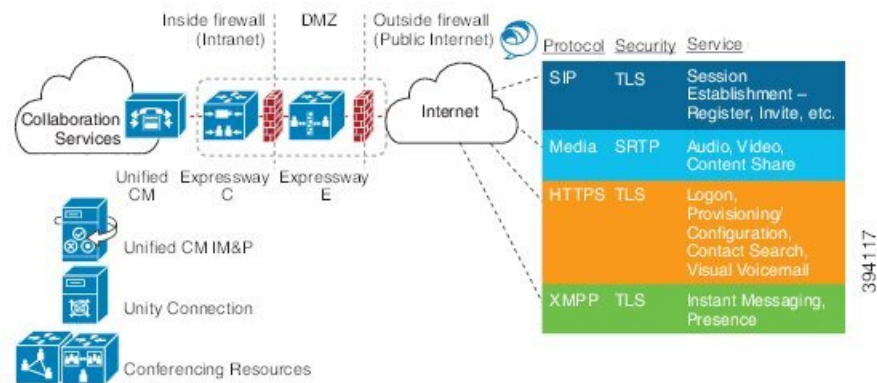 Inside firewall
(Intranet)
DMZ
Outside firewall
(Public Internet)
Protocol Security Service
SIP TLS Session
Establishment –
Register, Invite, etc.
Media SRTP Audio, Video,
Content Share
HTTPS TLS Logon,
Provisioning/
Configuration,
Contact Search,
Visual Voicemail
XMPP TLS Instant Messaging,
Presence
Collaboration
Services
Internet
Unified
CM
Expressway
C
Expressway
E
Unified CM IM&P
Unity Connection
Conferencing Resources
394117